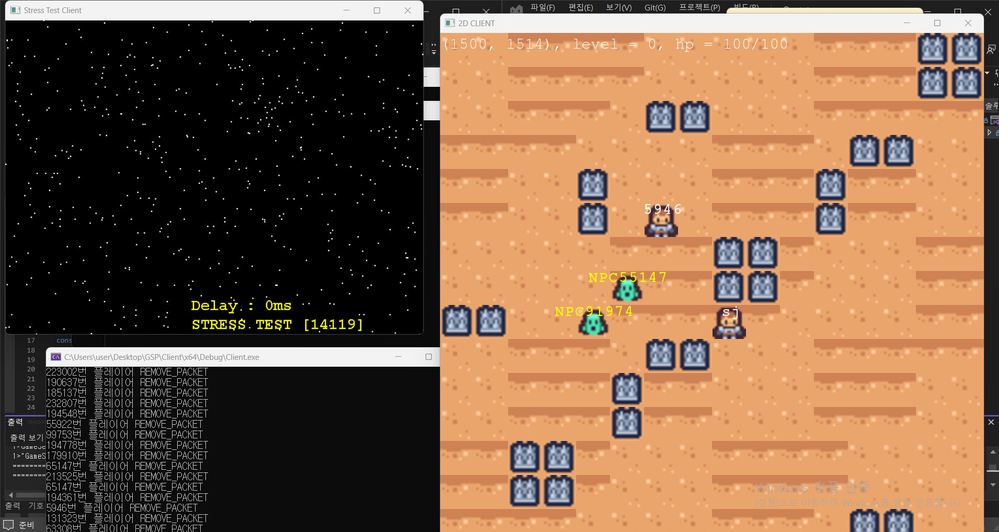 Stress Test Client
파일(F) 편집(E) 보기(V) Git(G) 프로젝트(P) 빌드(B)
2D CLIENT
(1500, 1514), level = 0, hp = 100/100
솔루
5946
NPC55147
NPC91974
sj
Delay : 0ms
STRESS TEST [14119]
17 cons
18
19
20
21
22
23
24
C:\Users\user\Desktop\GSP\Client\x64\Debug\Client.exe
223002번 플레이어 REMOVE_PACKET
190637번 플레이어 REMOVE_PACKET
185137번 플레이어 REMOVE_PACKET
232807번 플레이어 REMOVE_PACKET
194548번 플레이어 REMOVE_PACKET
55922번 플레이어 REMOVE_PACKET
99753번 플레이어 REMOVE_PACKET
194778번 플레이어 REMOVE_PACKET
179910번 플레이어 REMOVE_PACKET
65147번 플레이어 REMOVE_PACKET
213525번 플레이어 REMOVE_PACKET
65147번 플레이어 REMOVE_PACKET
194361번 플레이어 REMOVE_PACKET
5946번 플레이어 REMOVE_PACKET
131323번 플레이어 REMOVE_PACKET
63308번 플레이어 REMOVE_PACKET
출력
출력 보기
1>GameSe
1>"GameS
========
========
출력 기호
준비
Windows 정품 인증
[설정]으로 이동하여 Windows를 정품 인증합니다.